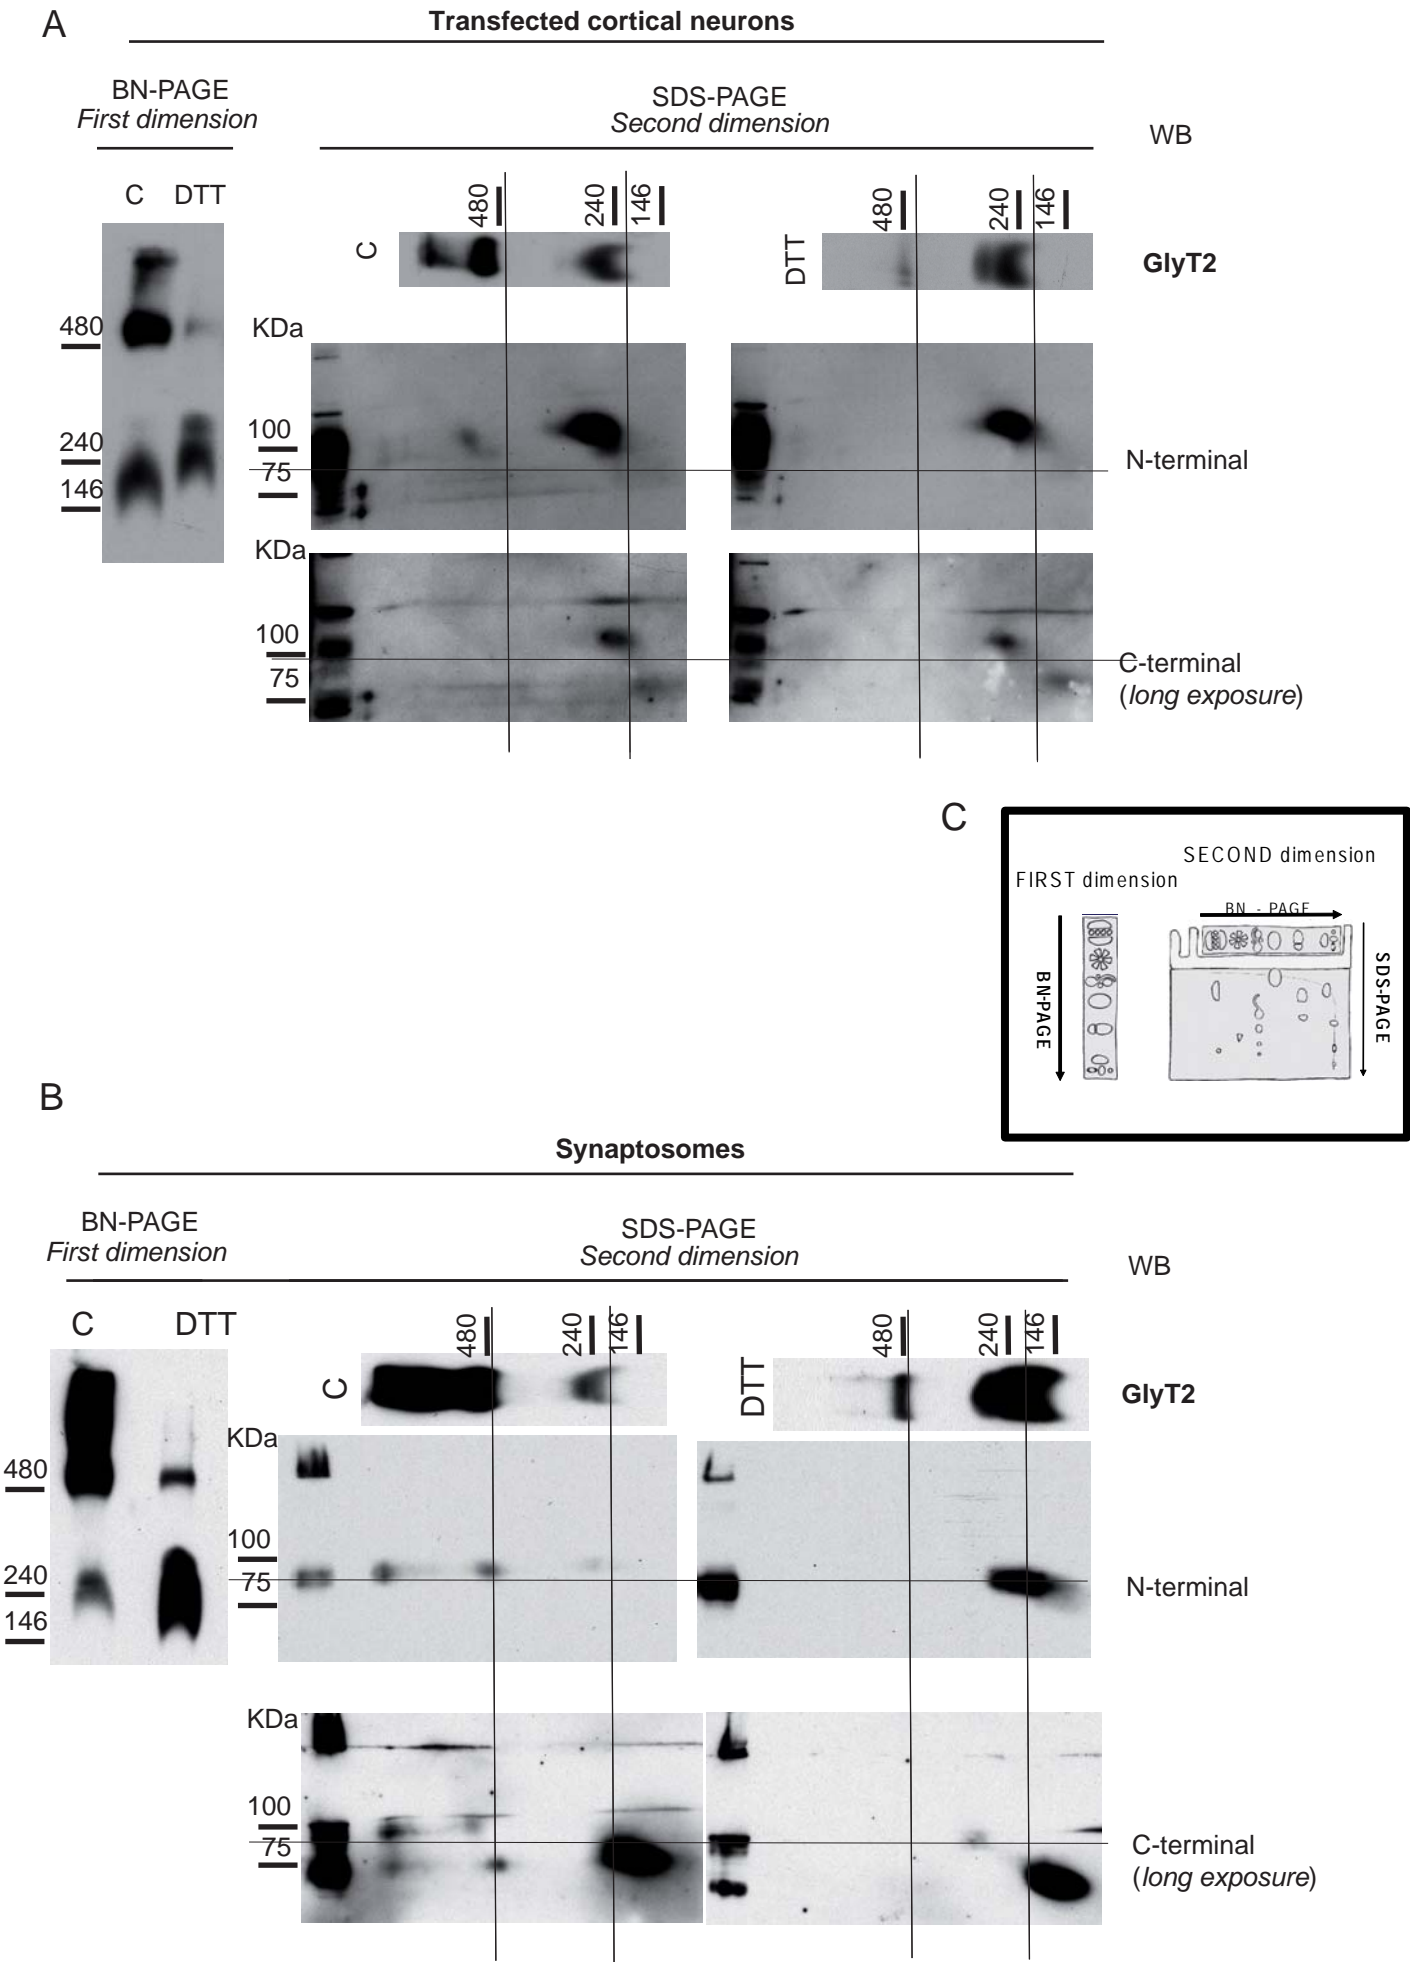 A
Transfected cortical neurons
BN-PAGE
First dimension
SDS-PAGE
Second dimension
WB
C DTT
480
240
146
C
480
240
146
DTT
480
240
146
GlyT2
KDa
100
75
N-terminal
KDa
100
75
C-terminal
(long exposure)
C
FIRST dimension
SECOND dimension
BN-PAGE
BN - PAGE
SDS-PAGE
B
Synaptosomes
BN-PAGE
First dimension
SDS-PAGE
Second dimension
WB
C DTT
480
240
146
C
480
240
146
DTT
480
240
146
GlyT2
KDa
100
75
N-terminal
KDa
100
75
C-terminal
(long exposure)